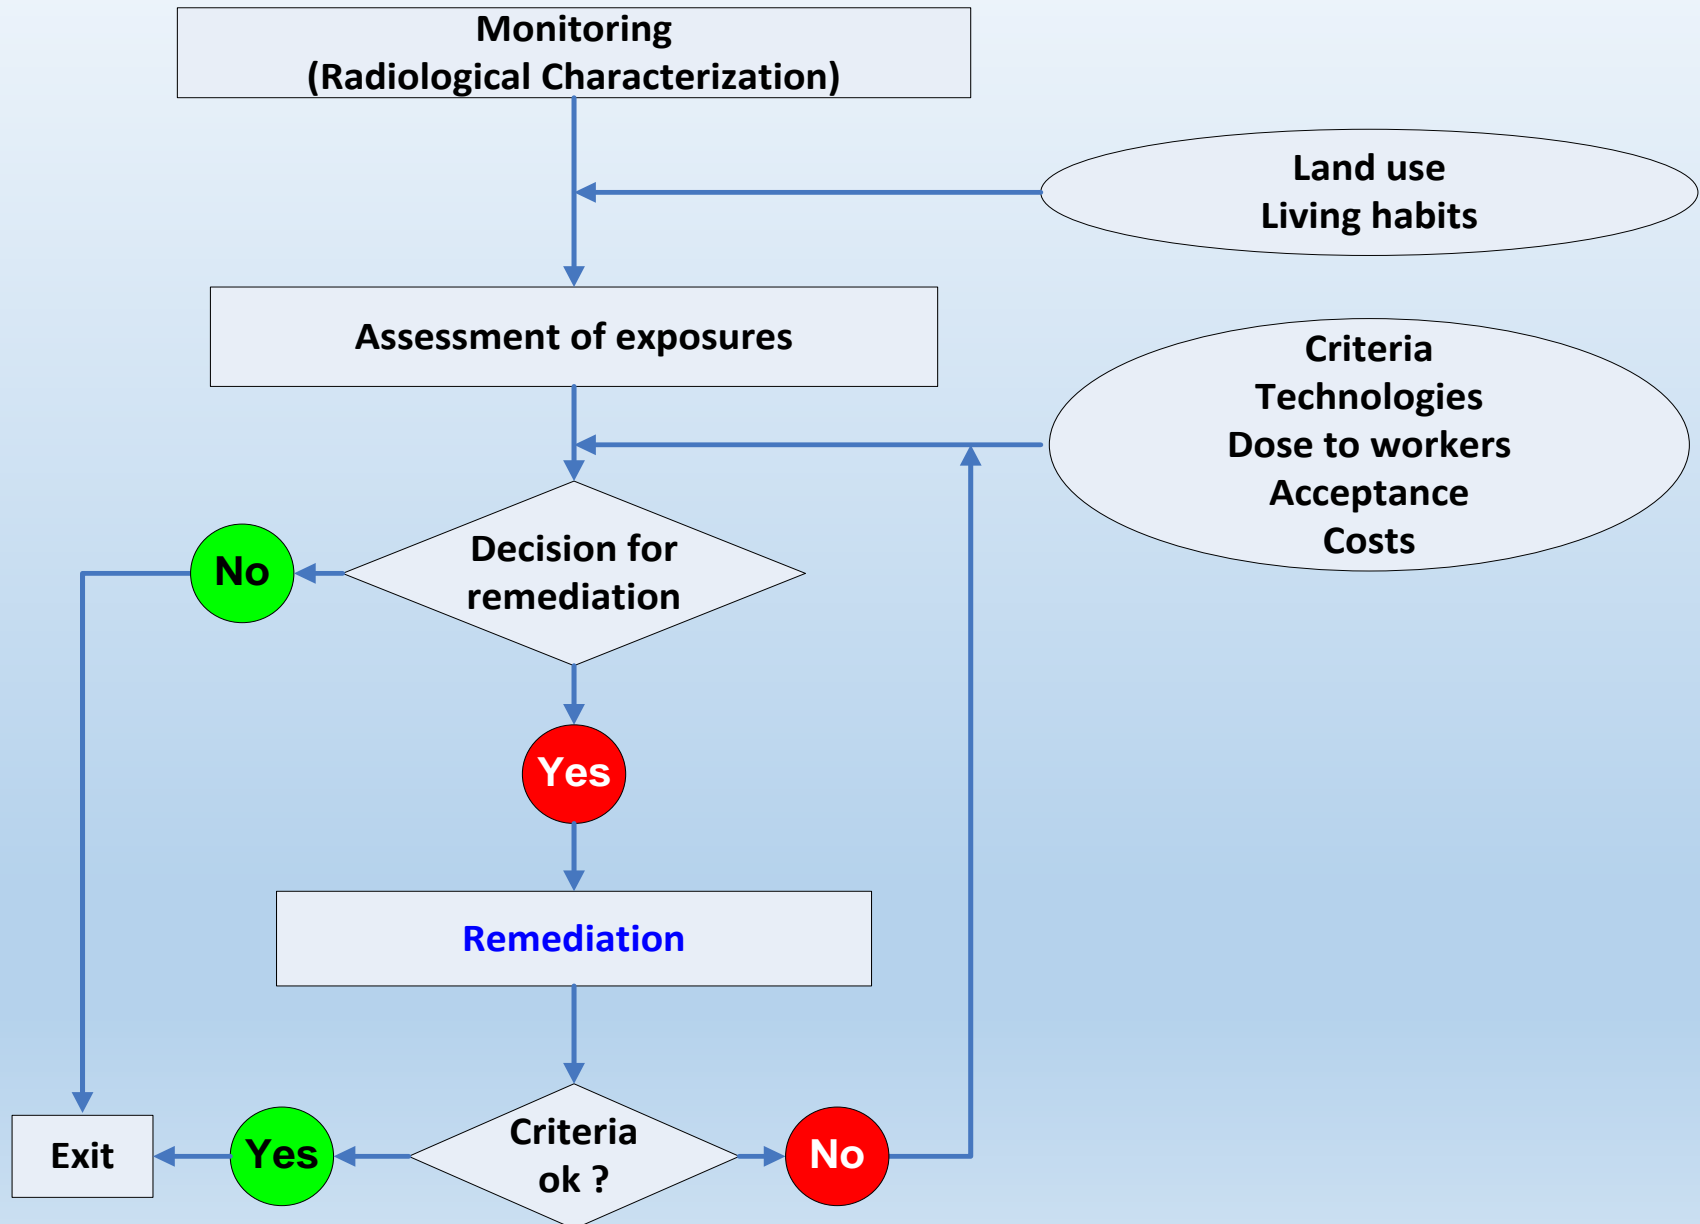 Monitoring
(Radiological Characterization)
Land use
Living habits
Assessment of exposures
Criteria
Technologies
Dose to workers
Acceptance
Costs
Decision for
remediation
No
Yes
Remediation
Criteria
ok ?
Exit
Yes
No